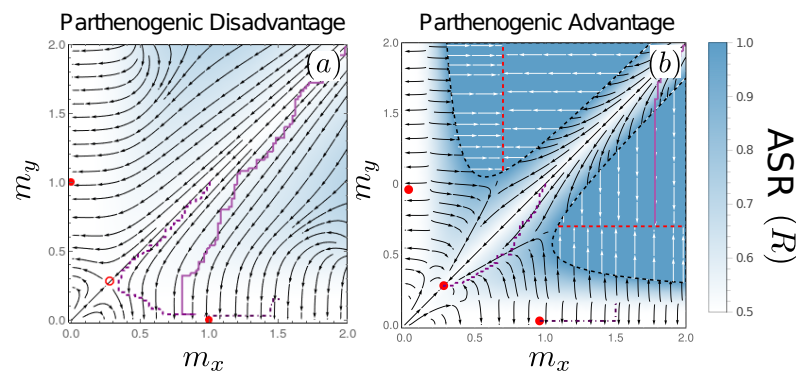 Parthenogenic Disadvantage
Parthenogenic Advantage
(a)
(b)
2.0
1.5
1.0
0.5
0.0
m_y
0.0 0.5 1.0 1.5 2.0
m_x
2.0
1.5
0
0.5
0.0
m_y
0.0 0.5 1.0 1.5 2.0
m_x
1.0
0.9
0.8
0.7
0.6
0.5
ASR (R)